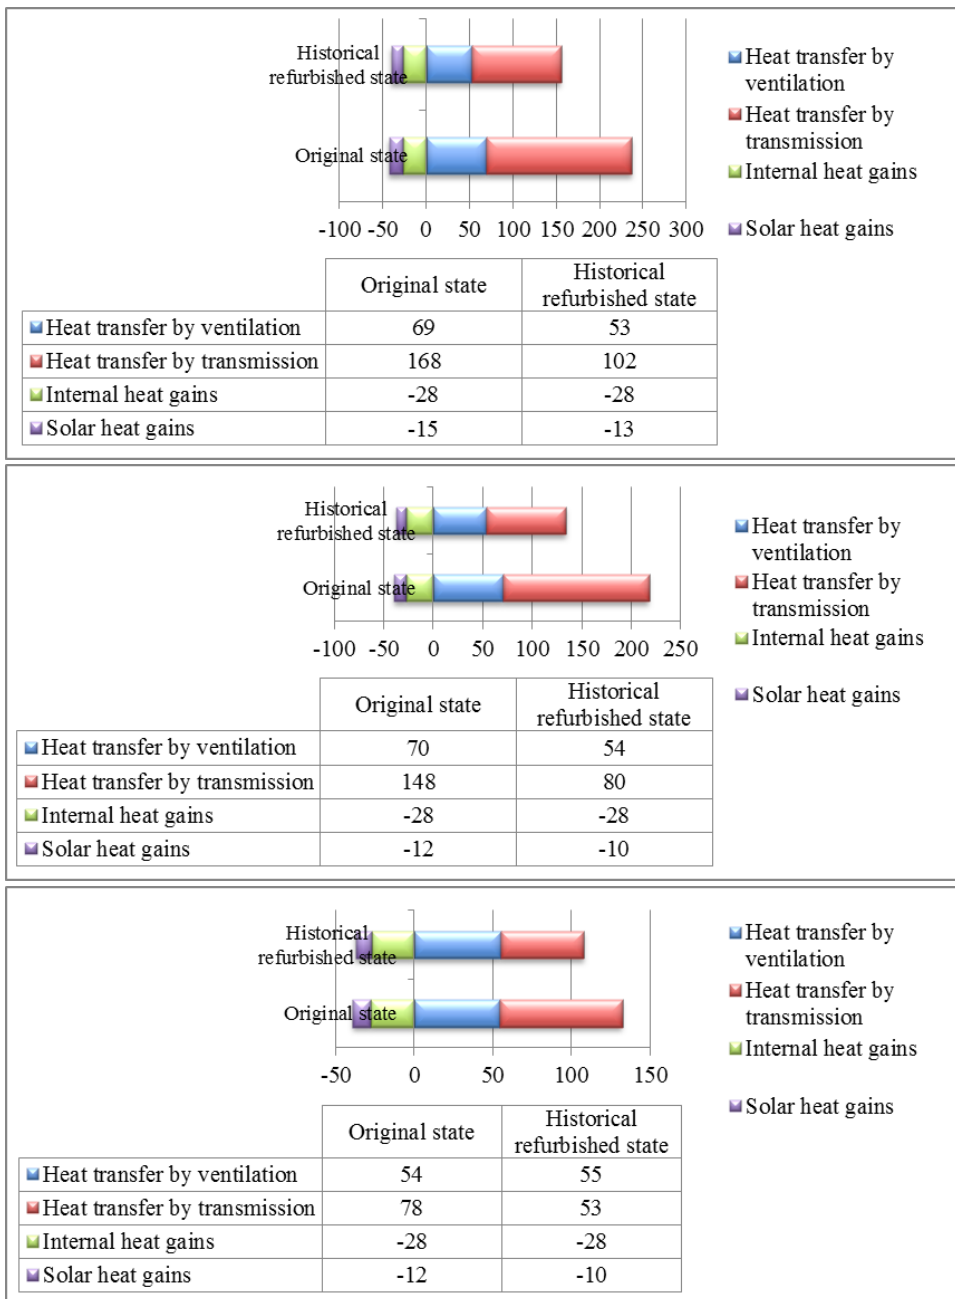 Historical
refurbished state
Original state
-100 -50 0 50 100 150 200 250 300
Heat transfer by
ventilation
Heat transfer by
transmission
Internal heat gains
Solar heat gains
Original state Historical
refurbished state
Heat transfer by ventilation 69 53
Heat transfer by transmission 168 102
Internal heat gains -28 -28
Solar heat gains -15 -13
Historical
refurbished state
Original state
-100 -50 0 50 100 150 200 250
Heat transfer by
ventilation
Heat transfer by
transmission
Internal heat gains
Solar heat gains
Original state Historical
refurbished state
Heat transfer by ventilation 70 54
Heat transfer by transmission 148 80
Internal heat gains -28 -28
Solar heat gains -12 -10
Historical
refurbished state
Original state
-50 0 50 100 150
Heat transfer by
ventilation
Heat transfer by
transmission
Internal heat gains
Solar heat gains
Original state Historical
refurbished state
Heat transfer by ventilation 54 55
Heat transfer by transmission 78 53
Internal heat gains -28 -28
Solar heat gains -12 -10